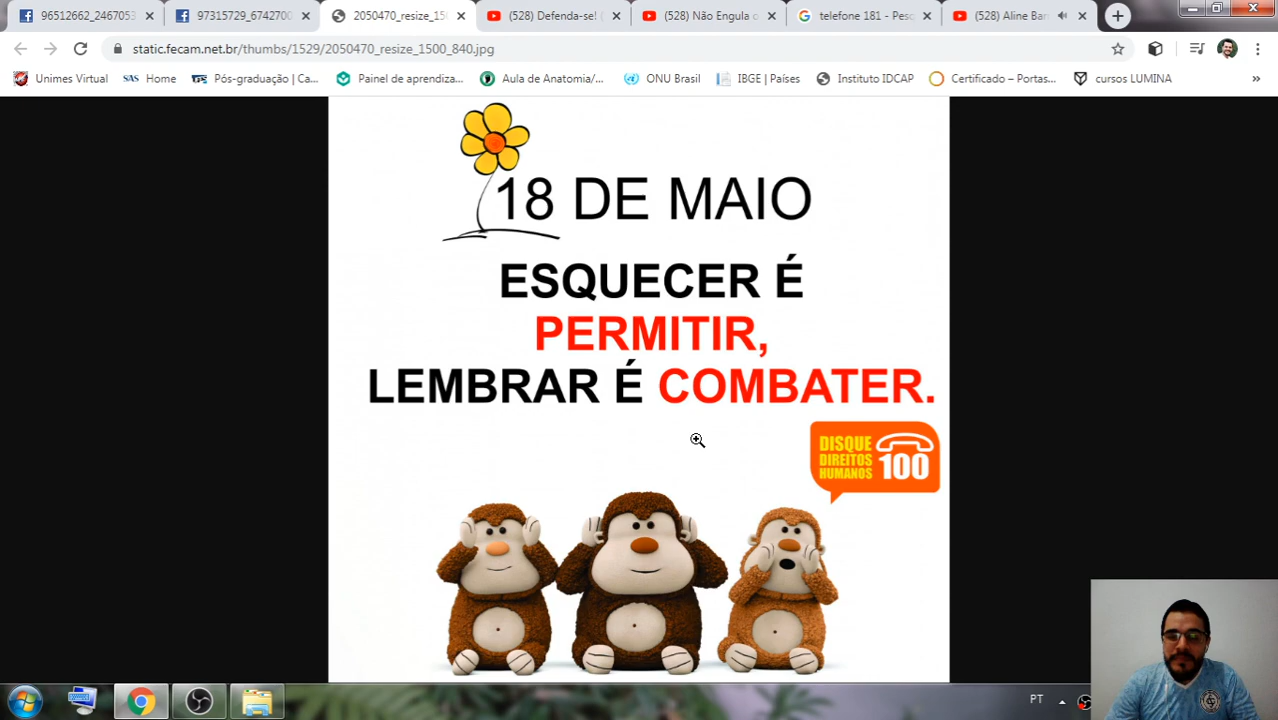 96512662_2467053
97315729_6742700
2050470_resize_15
(528) Defenda-se! (
(528) Não Engula o
telefone 181 - Pesq
(528) Aline Bar
static.fecam.net.br/thumbs/1529/2050470_resize_1500_840.jpg
Unimes Virtual
SAS Home
Pós-graduação | Ca...
Painel de aprendiza...
Aula de Anatomia/...
ONU Brasil
IBGE | Países
Instituto IDCAP
Certificado – Portas...
cursos LUMINA
»
18 DE MAIO
ESQUECER É
PERMITIR,
LEMBRAR É COMBATER.
DISQUE
DIREITOS
HUMANOS
100
PT